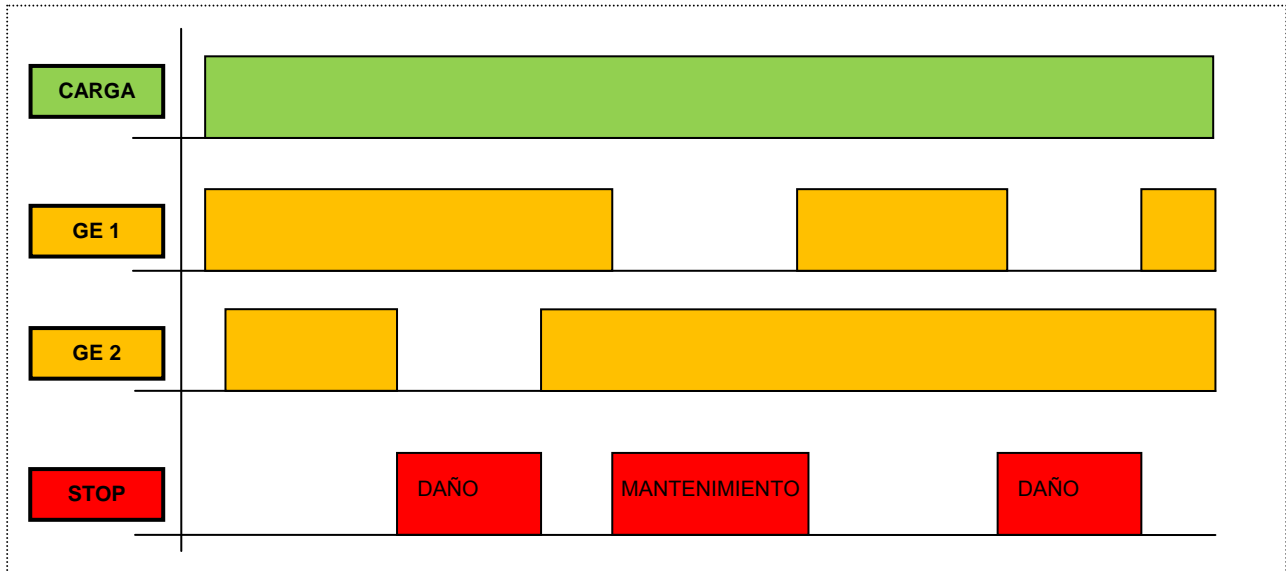 CARGA
GE 1
GE 2
STOP
DAÑO
MANTENIMIENTO
DAÑO